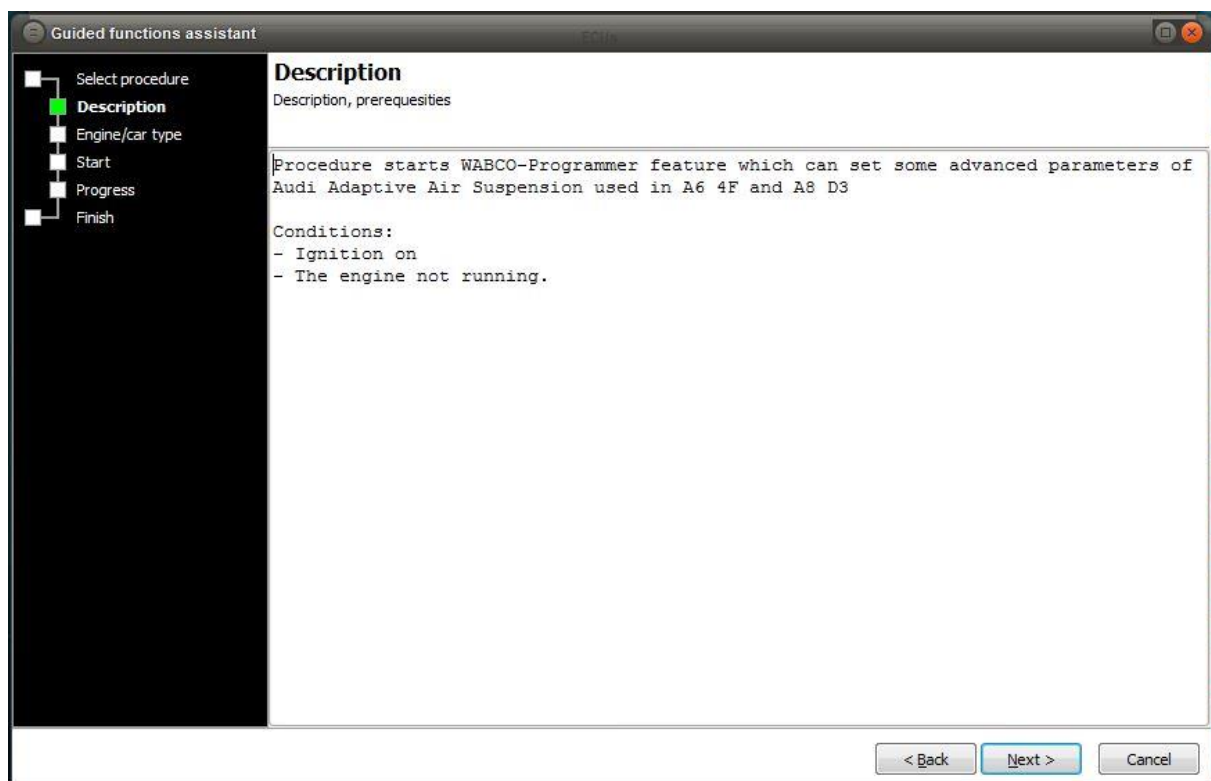 Guided functions assistant
Select procedure
Description
Engine/car type
Start
Progress
Finish
Description
Description, prerequesities
Procedure starts WABCO-Programmer feature which can set some advanced parameters of
Audi Adaptive Air Suspension used in A6 4F and A8 D3
Conditions:
- Ignition on
- The engine not running.
< Back
Next >
Cancel